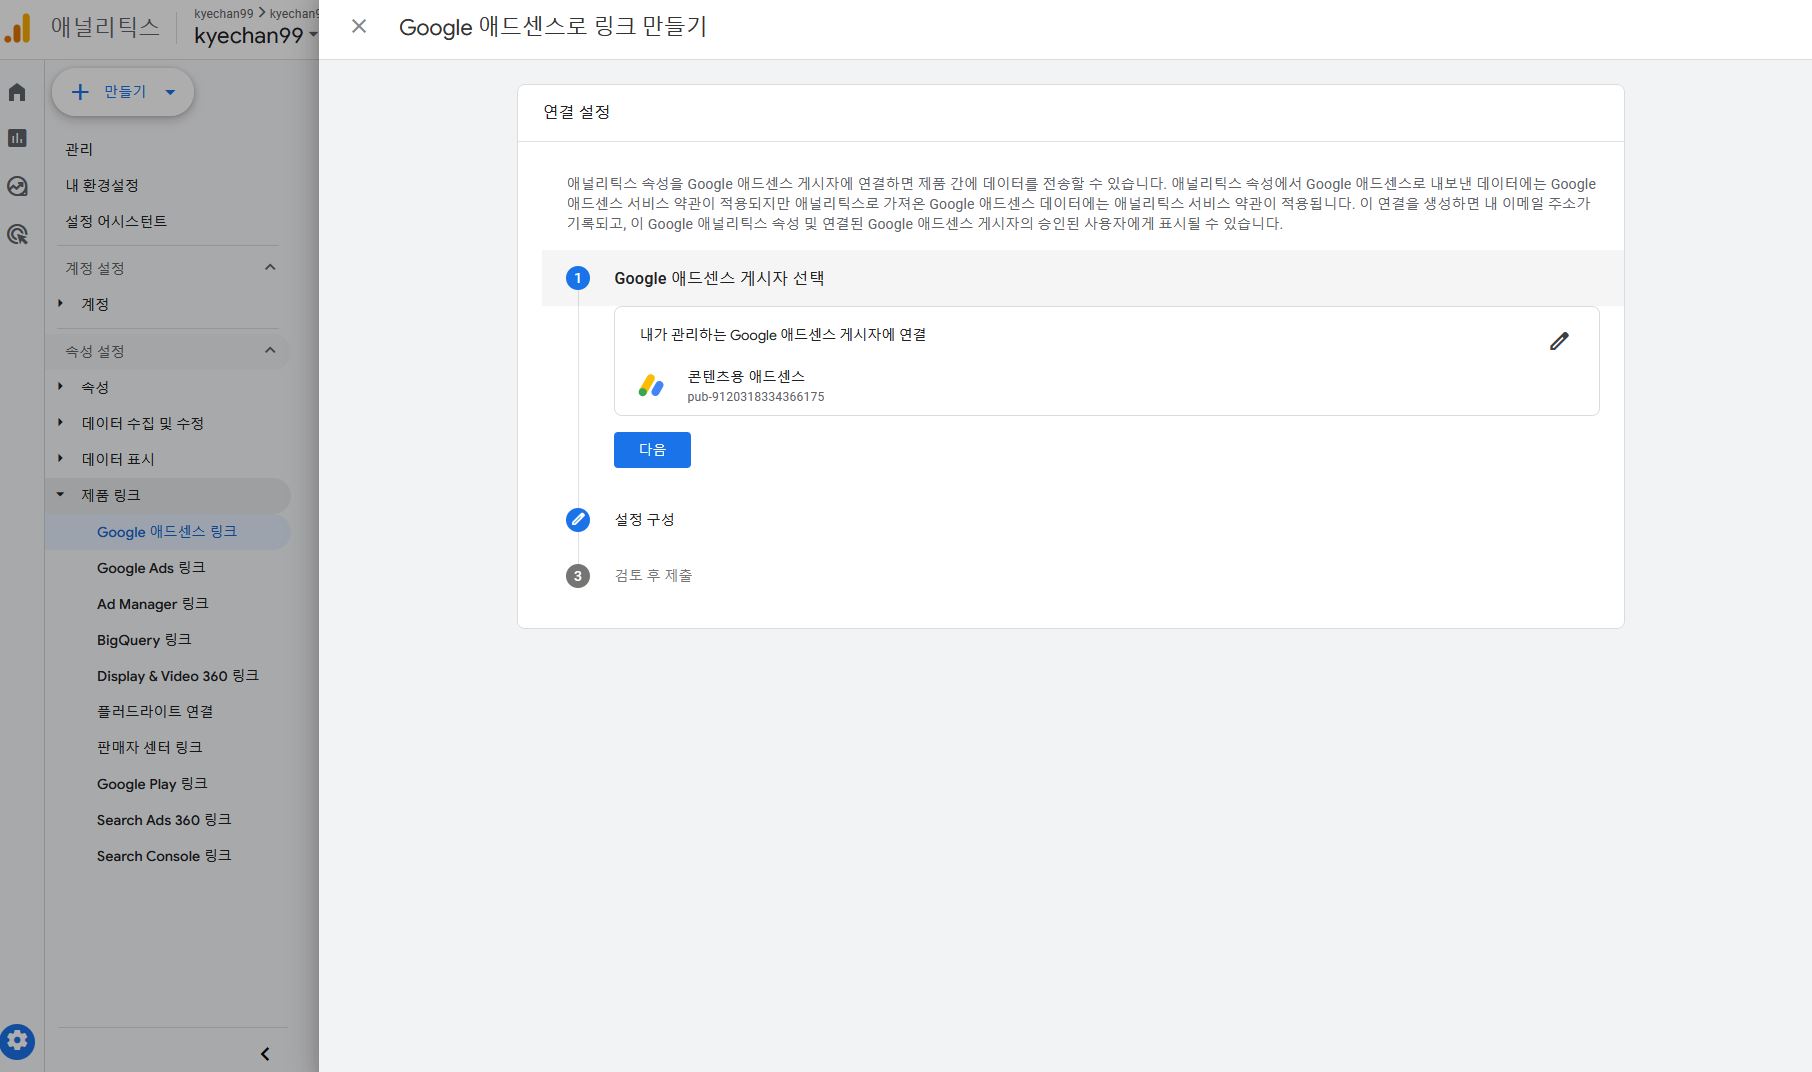 애널리틱스
kyechan99 > kyechan9
kyechan99
Google 애드센스로 링크 만들기
만들기
관리
내 환경설정
설정 어시스턴트
계정 설정
계정
속성 설정
속성
데이터 수집 및 수정
데이터 표시
제품 링크
Google 애드센스 링크
Google Ads 링크
Ad Manager 링크
BigQuery 링크
Display & Video 360 링크
플러드라이트 연결
판매자 센터 링크
Google Play 링크
Search Ads 360 링크
Search Console 링크
연결 설정
애널리틱스 속성을 Google 애드센스 게시자에 연결하면 제품 간에 데이터를 전송할 수 있습니다. 애널리틱스 속성에서 Google 애드센스로 내보낸 데이터에는 Google
애드센스 서비스 약관이 적용되지만 애널리틱스로 가져온 Google 애드센스 데이터에는 애널리틱스 서비스 약관이 적용됩니다. 이 연결을 생성하면 내 이메일 주소가
기록되고, 이 Google 애널리틱스 속성 및 연결된 Google 애드센스 게시자의 승인된 사용자에게 표시될 수 있습니다.
1 Google 애드센스 게시자 선택
내가 관리하는 Google 애드센스 게시자에 연결
콘텐츠용 애드센스
pub-9120318334366175
다음
설정 구성
3 검토 후 제출